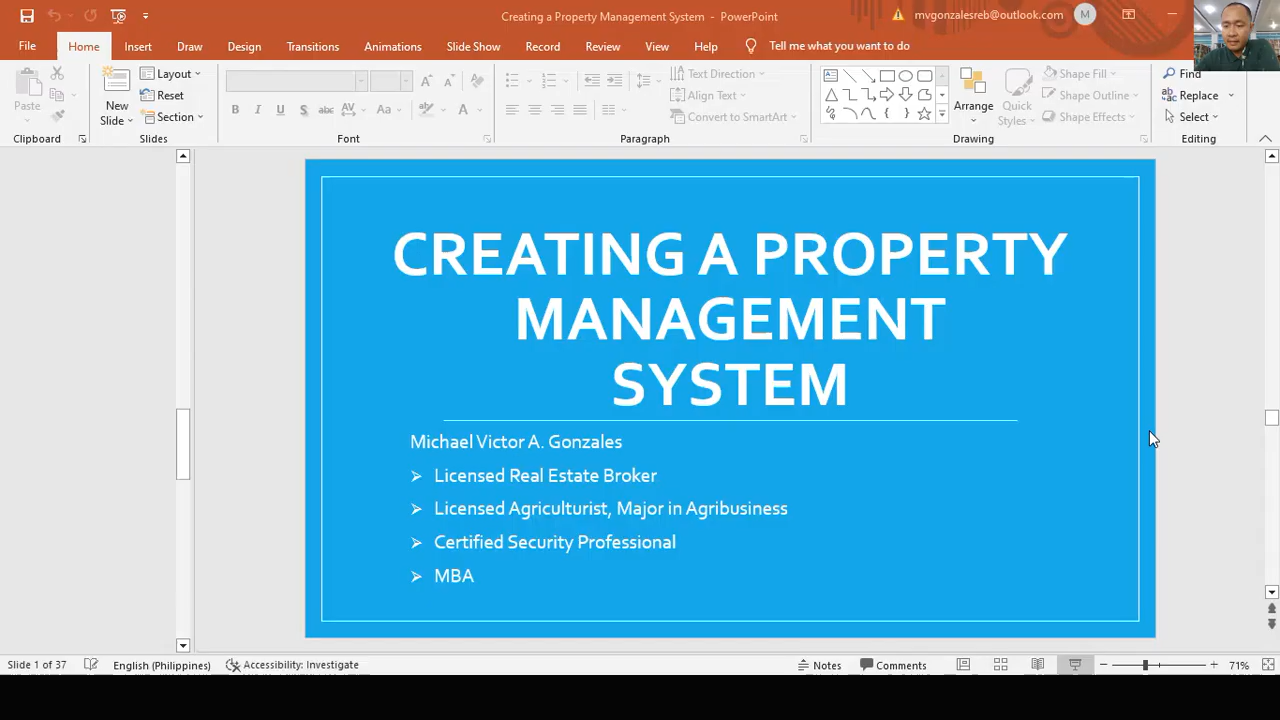 Creating a Property Management System - PowerPoint
mvgonzalesreb@outlook.com
M
File
Home
Insert
Draw
Design
Transitions
Animations
Slide Show
Record
Review
View
Help
Tell me what you want to do
Paste
Clipboard
New
Slide
Layout
Reset
Section
Slides
B I U S abc AV Aa A
A A A
Font
Text Direction
Align Text
Convert to SmartArt
Paragraph
Arrange
Quick
Styles
Shape Fill
Shape Outline
Shape Effects
Drawing
Find
Replace
Select
Editing
CREATING A PROPERTY
MANAGEMENT
SYSTEM
Michael Victor A. Gonzales
Licensed Real Estate Broker
Licensed Agriculturist, Major in Agribusiness
Certified Security Professional
MBA
Slide 1 of 37
English (Philippines)
Accessibility: Investigate
Notes
Comments
71%